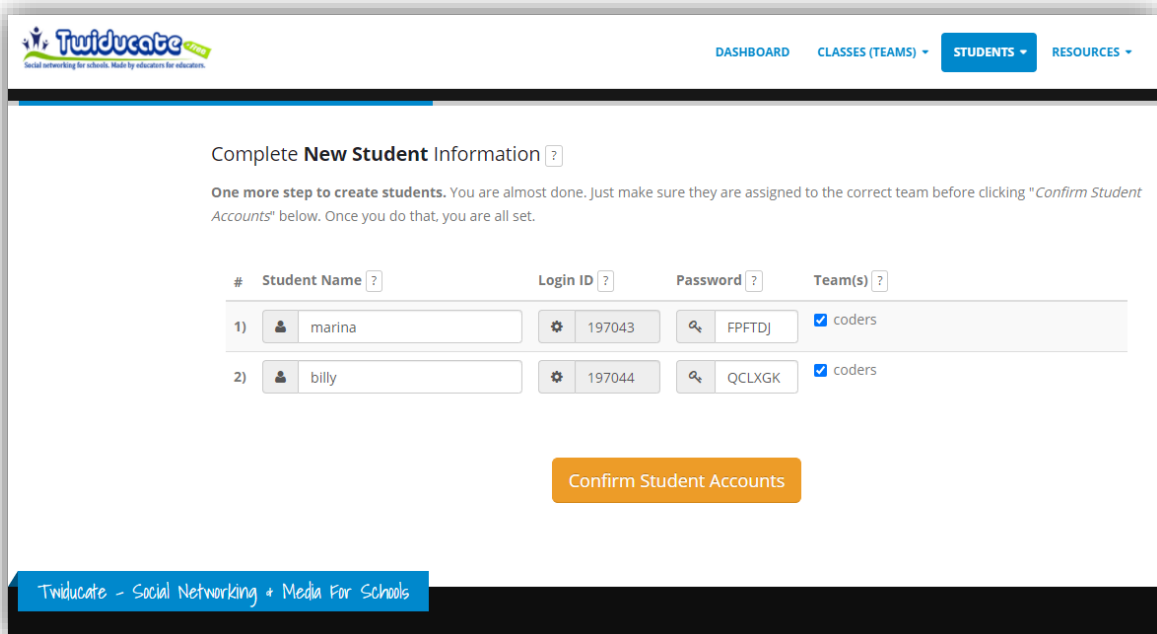 Twiducate .com
Social networking for schools. Made by educators for educators.
DASHBOARD CLASSES (TEAMS) STUDENTS RESOURCES
Complete New Student Information ?
One more step to create students. You are almost done. Just make sure they are assigned to the correct team before clicking "Confirm Student
Accounts" below. Once you do that, you are all set.
# Student Name ? Login ID ? Password ? Team(s) ?
1) marina 197043 FPFTDJ coders
2) billy 197044 QCLXGK coders
Confirm Student Accounts
Twiducate - Social Networking & Media For Schools